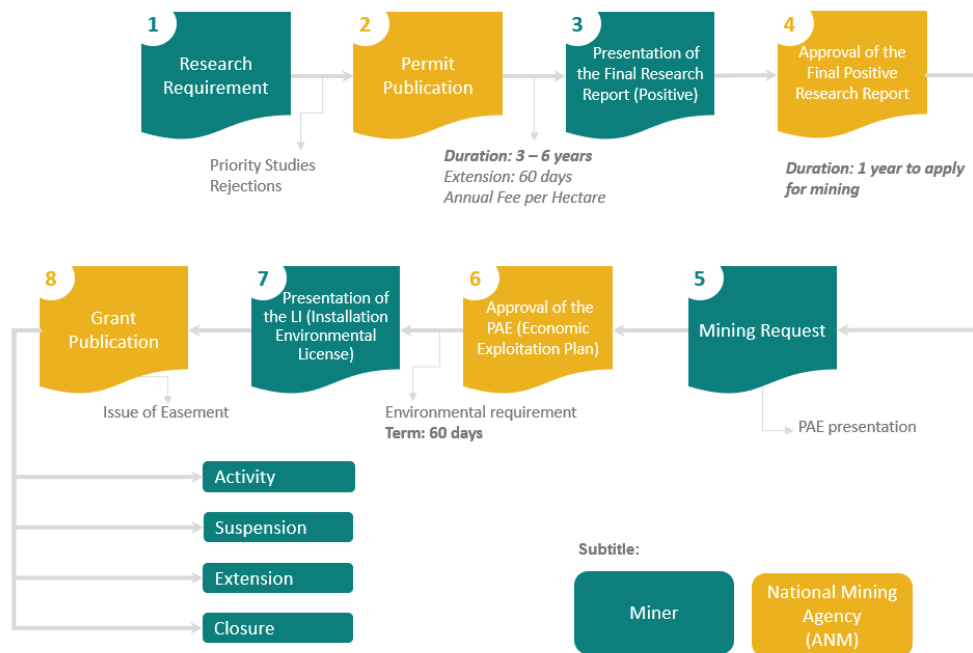 1
Research
Requirement
2
Permit
Publication
3
Presentation of
the Final Research
Report (Positive)
4
Approval of the
Final Positive
Research Report
Priority Studies
Rejections
Duration: 3 – 6 years
Extension: 60 days
Annual Fee per Hectare
Duration: 1 year to apply
for mining
8
Grant
Publication
7
Presentation of
the LI (Installation
Environmental
License)
6
Approval of the
PAE (Economic
Exploitation Plan)
5
Mining Request
Issue of Easement
Environmental requirement
Term: 60 days
PAE presentation
Activity
Suspension
Extension
Closure
Subtitle:
Miner
National Mining
Agency
(ANM)